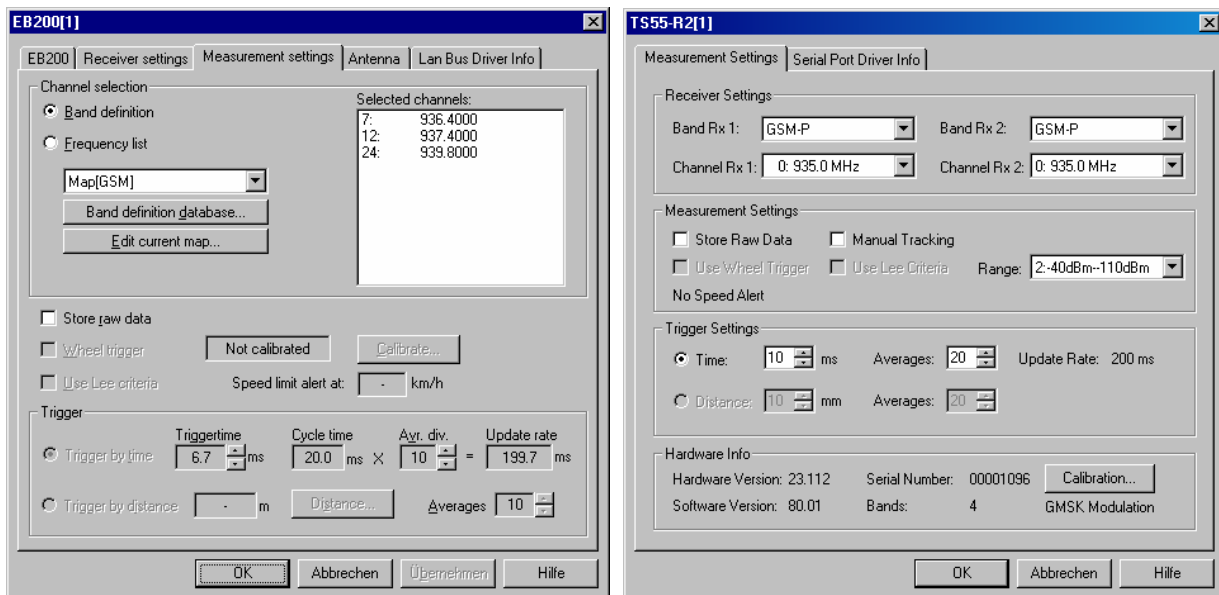 EB200[1]
EB200 Receiver settings Measurement settings Antenna Lan Bus Driver Info
Channel selection
Band definition
Frequency list
Map[GSM]
Band definition database...
Edit current map...
Selected channels:
7: 936.4000
12: 937.4000
24: 939.8000
Store raw data
Wheel trigger Not calibrated Calibrate...
Use Lee criteria Speed limit alert at: - km/h
Trigger
Triggertime Cycle time Avr. div. Update rate
Trigger by time 6.7 ms 20.0 ms X 10 = 199.7 ms
Trigger by distance - m Distance... Averages 10
OK Abbrechen Übernehmen Hilfe
TS55-R2[1]
Measurement Settings Serial Port Driver Info
Receiver Settings
Band Rx 1: GSM-P Band Rx 2: GSM-P
Channel Rx 1: 0: 935.0 MHz Channel Rx 2: 0: 935.0 MHz
Measurement Settings
Store Raw Data Manual Tracking
Use Wheel Trigger Use Lee Criteria Range: 2:-40dBm--110dBm
No Speed Alert
Trigger Settings
Time: 10 ms Averages: 20 Update Rate: 200 ms
Distance: 10 mm Averages: 20
Hardware Info
Hardware Version: 23.112 Serial Number: 00001096 Calibration...
Software Version: 80.01 Bands: 4 GMSK Modulation
OK Abbrechen Hilfe